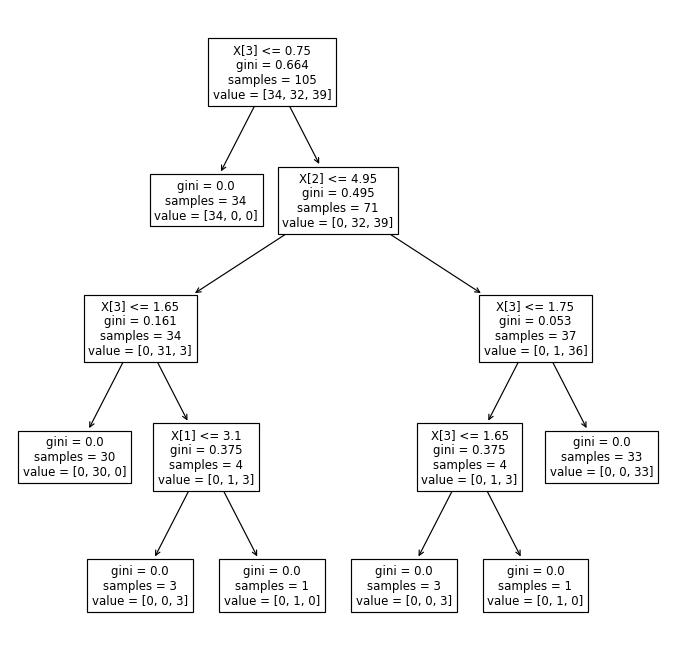 X[3] <= 0.75
gini = 0.664
samples = 105
value = [34, 32, 39]
gini = 0.0
samples = 34
value = [34, 0, 0]
X[2] <= 4.95
gini = 0.495
samples = 71
value = [0, 32, 39]
X[3] <= 1.65
gini = 0.161
samples = 34
value = [0, 31, 3]
X[3] <= 1.75
gini = 0.053
samples = 37
value = [0, 1, 36]
gini = 0.0
samples = 30
value = [0, 30, 0]
X[1] <= 3.1
gini = 0.375
samples = 4
value = [0, 1, 3]
X[3] <= 1.65
gini = 0.375
samples = 4
value = [0, 1, 3]
gini = 0.0
samples = 33
value = [0, 0, 33]
gini = 0.0
samples = 3
value = [0, 0, 3]
gini = 0.0
samples = 1
value = [0, 1, 0]
gini = 0.0
samples = 3
value = [0, 0, 3]
gini = 0.0
samples = 1
value = [0, 1, 0]